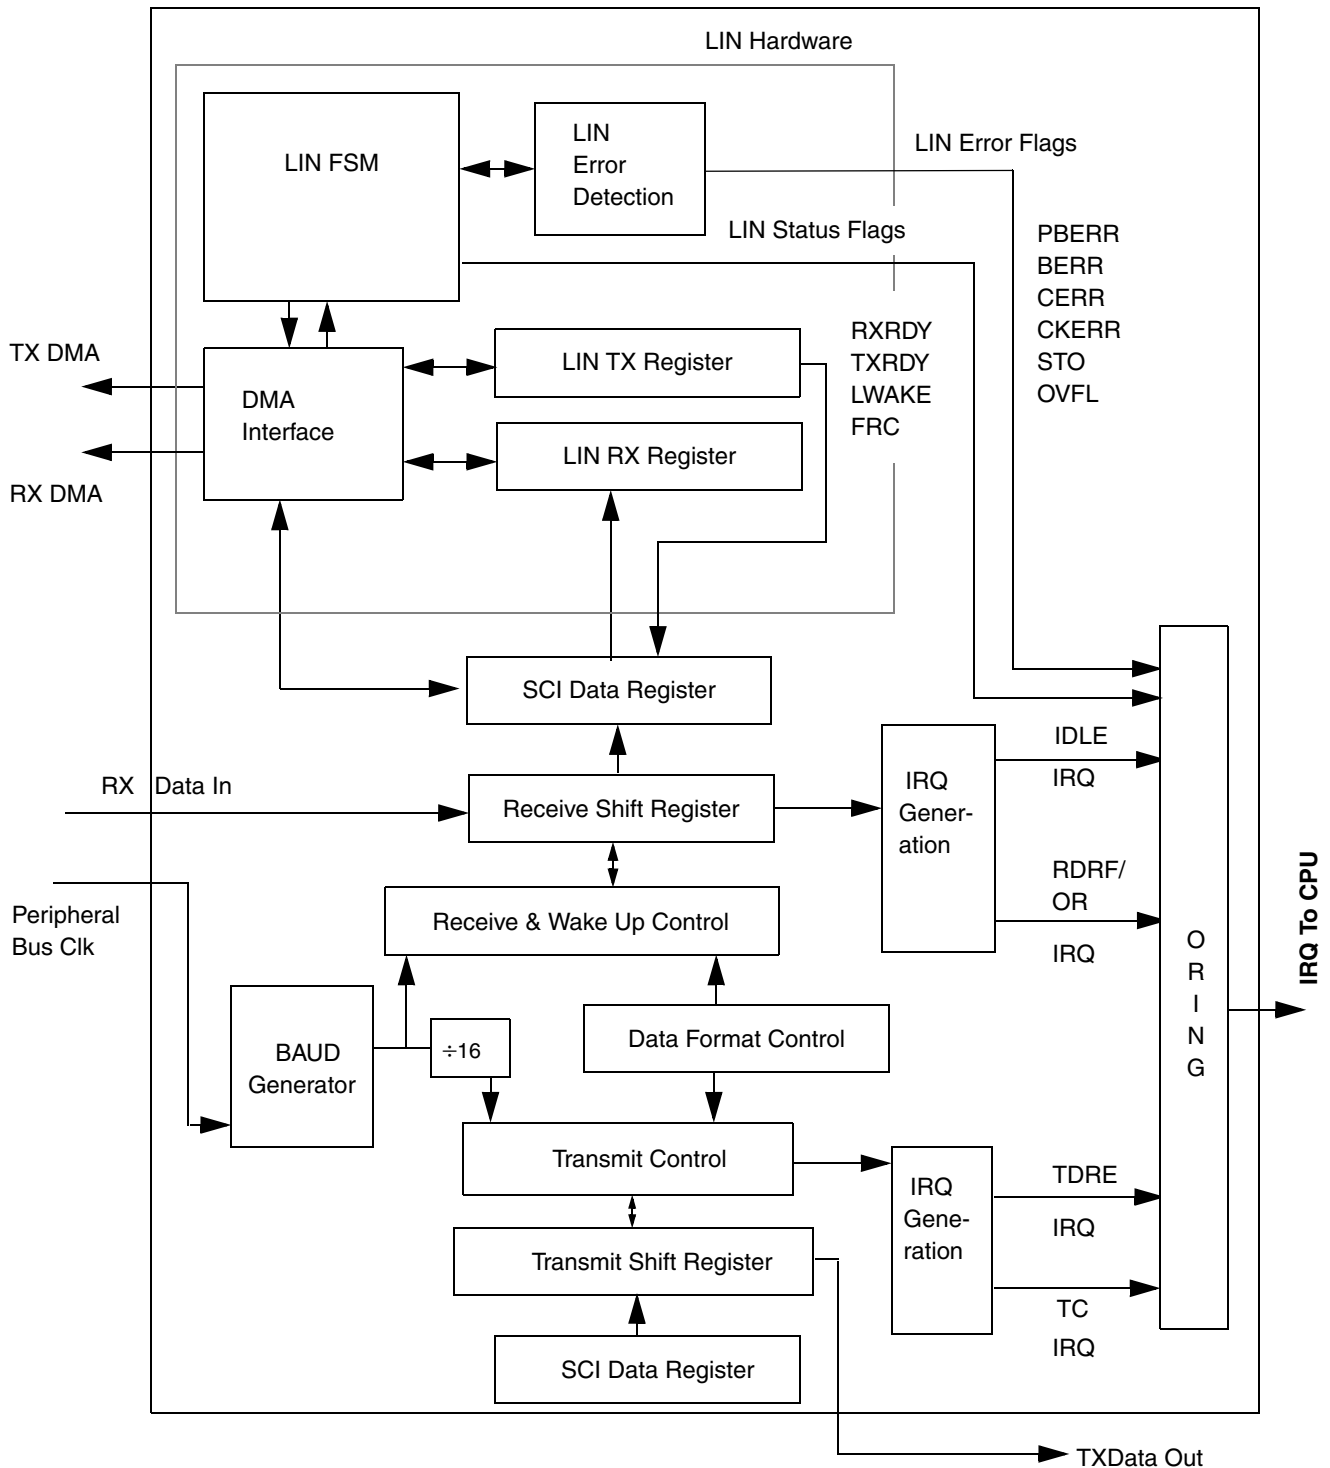 LIN Hardware
LIN FSM
LIN
Error
Detection
LIN Error Flags
LIN Status Flags
PBERR
BERR
CERR
CKERR
STO
OVFL
RXRDY
TXRDY
LWAKE
FRC
TX DMA
RX DMA
DMA
Interface
LIN TX Register
LIN RX Register
SCI Data Register
RX Data In
Receive Shift Register
IRQ
Gener-
ation
IDLE
IRQ
RDRF/
OR
IRQ
Peripheral
Bus Clk
Receive & Wake Up Control
BAUD
Generator
÷16
Data Format Control
Transmit Control
IRQ
Gene-
ration
TDRE
IRQ
TC
IRQ
O
R
I
N
G
IRQ To CPU
Transmit Shift Register
SCI Data Register
TXData Out